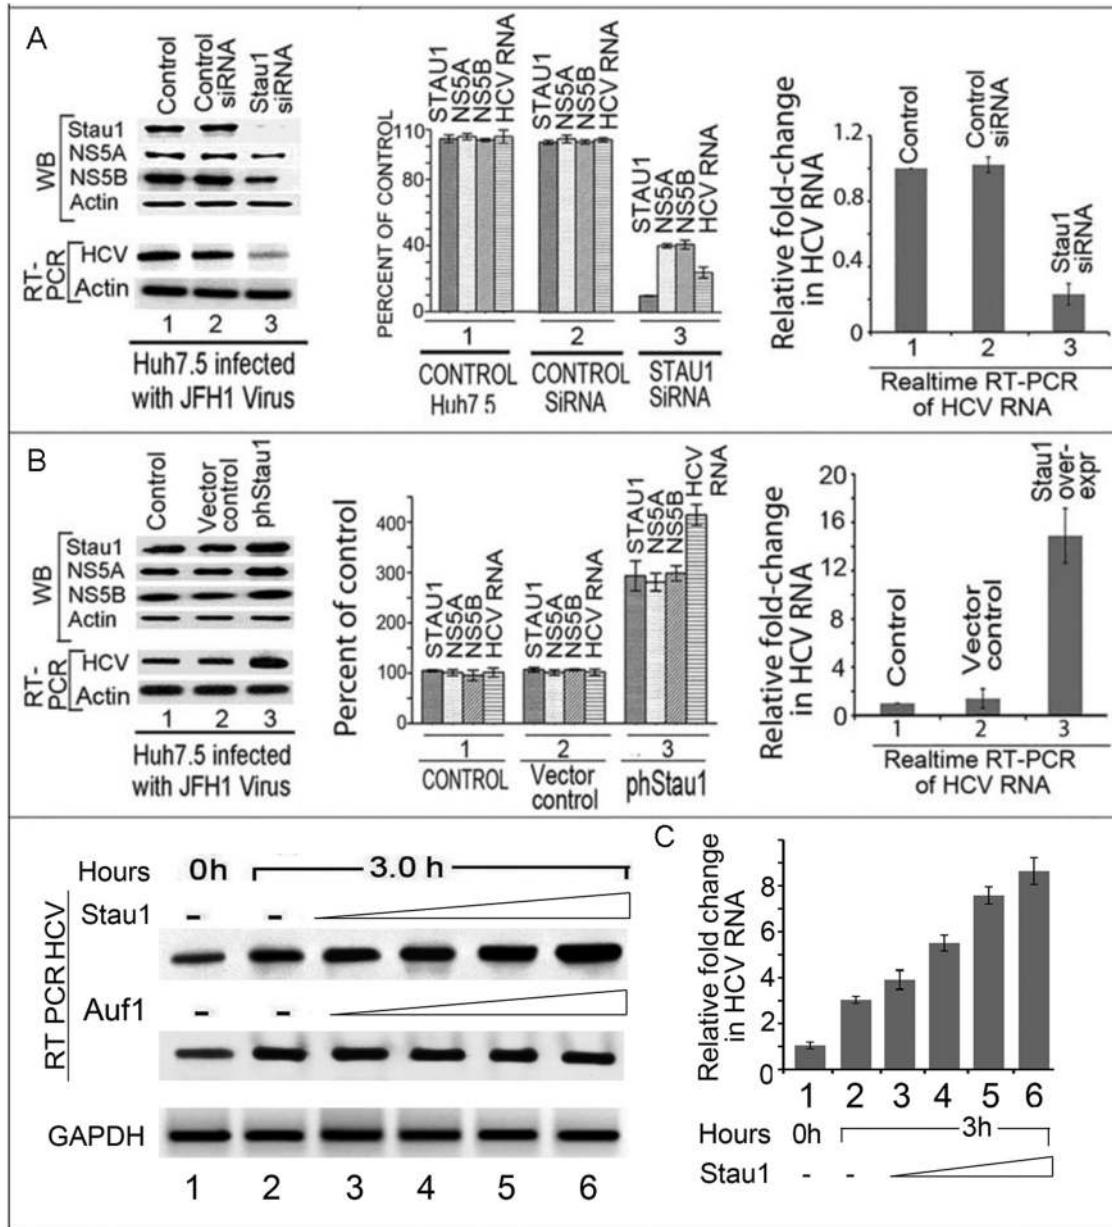 A
Control
Control siRNA
Stau1 siRNA
WB
Stau1
NS5A
NS5B
Actin
RT-PCR
HCV
Actin
1 2 3
Huh7.5 infected
with JFH1 Virus
PERCENT OF CONTROL
110
80
40
0
STAU1
NS5A
NS5B
HCV RNA
STAU1
NS5A
NS5B
HCV RNA
STAU1
NS5A
NS5B
HCV RNA
1 2 3
CONTROL Huh7 5
CONTROL SiRNA
STAU1 SiRNA
Relative fold-change
in HCV RNA
1.2
0.8
0.4
0
Control
Control siRNA
Stau1 siRNA
1 2 3
Realtime RT-PCR
of HCV RNA
B
Control
Vector control
phStau1
WB
Stau1
NS5A
NS5B
Actin
RT-PCR
HCV
Actin
1 2 3
Huh7.5 infected
with JFH1 Virus
Percent of control
400
300
200
100
0
STAU1
NS5A
NS5B
HCV RNA
STAU1
NS5A
NS5B
HCV RNA
STAU1
NS5A
NS5B
HCV RNA
1 2 3
CONTROL
Vector control
phStau1
Relative fold-change
in HCV RNA
20
16
12
8
4
0
Control
Vector control
Stau1 over-expr
1 2 3
Realtime RT-PCR
of HCV RNA
Hours 0h 3.0 h
RT PCR HCV
Stau1 - -
Auf1 - -
GAPDH
1 2 3 4 5 6
C
Relative fold change
in HCV RNA
8
6
4
2
0
1 2 3 4 5 6
Hours 0h 3h
Stau1 - -